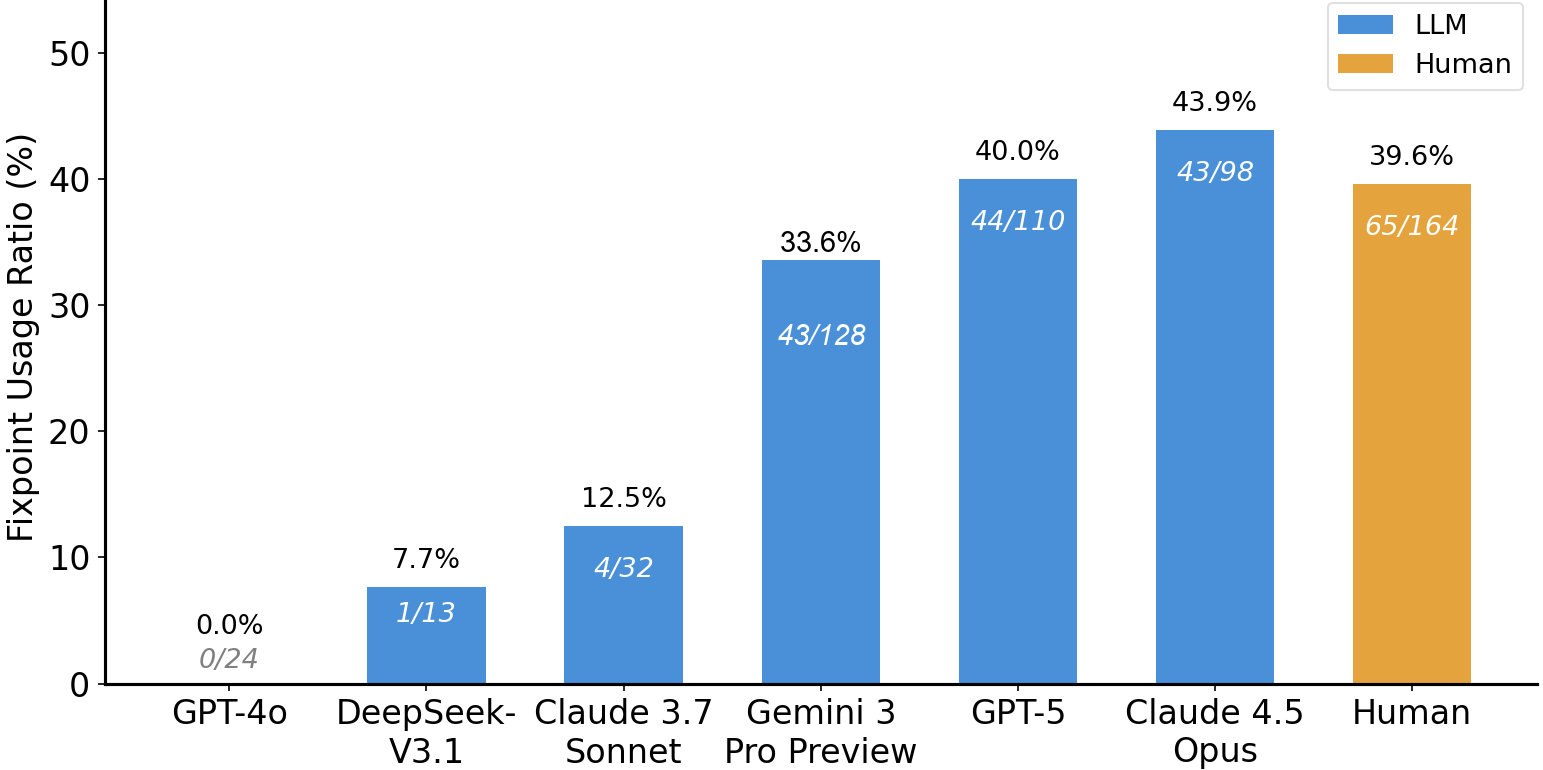 Fixpoint Usage Ratio (%)
50
40
30
20
10
0
LLM
Human
0.0%
0/24
7.7%
1/13
12.5%
4/32
33.6%
43/128
40.0%
44/110
43.9%
43/98
39.6%
65/164
GPT-4o
DeepSeek-
V3.1
Claude 3.7
Sonnet
Gemini 3
Pro Preview
GPT-5
Claude 4.5
Opus
Human